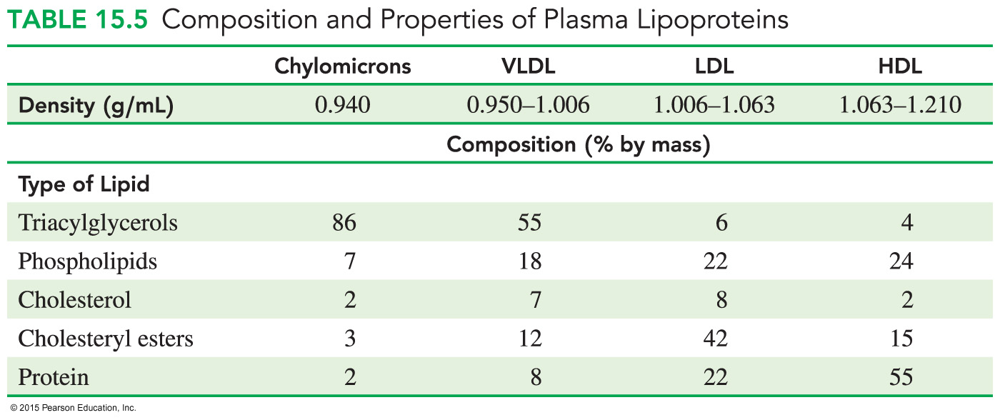 TABLE 15.5 Composition and Properties of Plasma Lipoproteins
Chylomicrons VLDL LDL HDL
Density (g/mL) 0.940 0.950–1.006 1.006–1.063 1.063–1.210
Composition (% by mass)
Type of Lipid
Triacylglycerols 86 55 6 4
Phospholipids 7 18 22 24
Cholesterol 2 7 8 2
Cholesteryl esters 3 12 42 15
Protein 2 8 22 55
© 2015 Pearson Education, Inc.